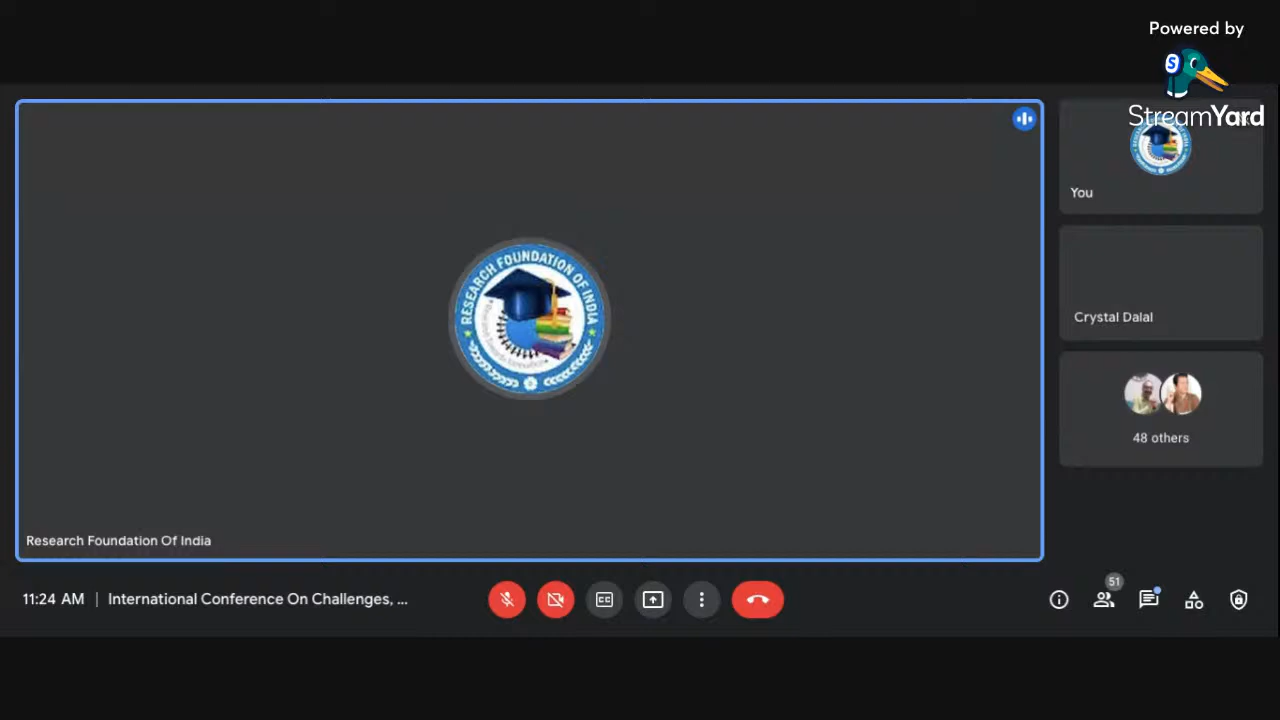 Powered by
StreamYard
RESEARCH FOUNDATION OF INDIA
You
Crystal Dalal
48 others
Research Foundation Of India
11:24 AM | International Conference On Challenges, ...
CC
51